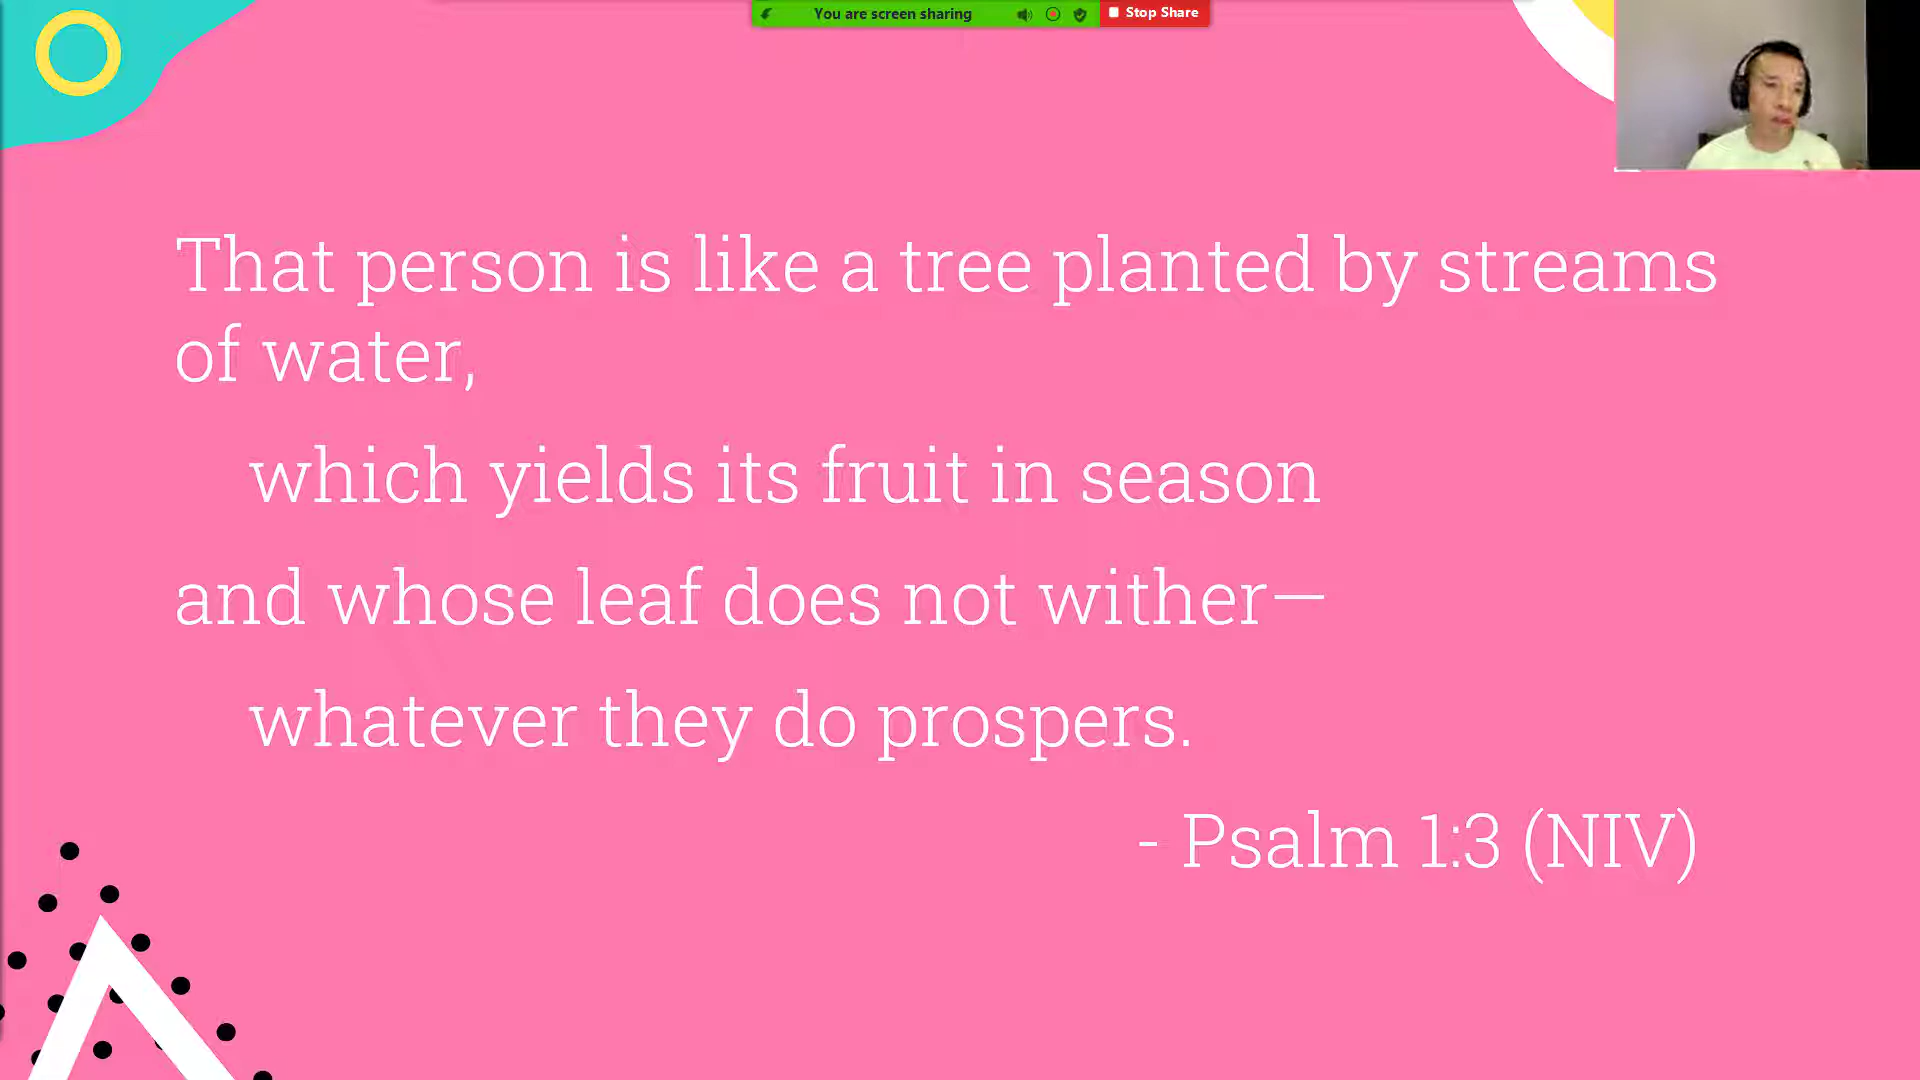 You are screen sharing
Stop Share
That person is like a tree planted by streams
of water,
which yields its fruit in season
and whose leaf does not wither—
whatever they do prospers.
- Psalm 1:3 (NIV)